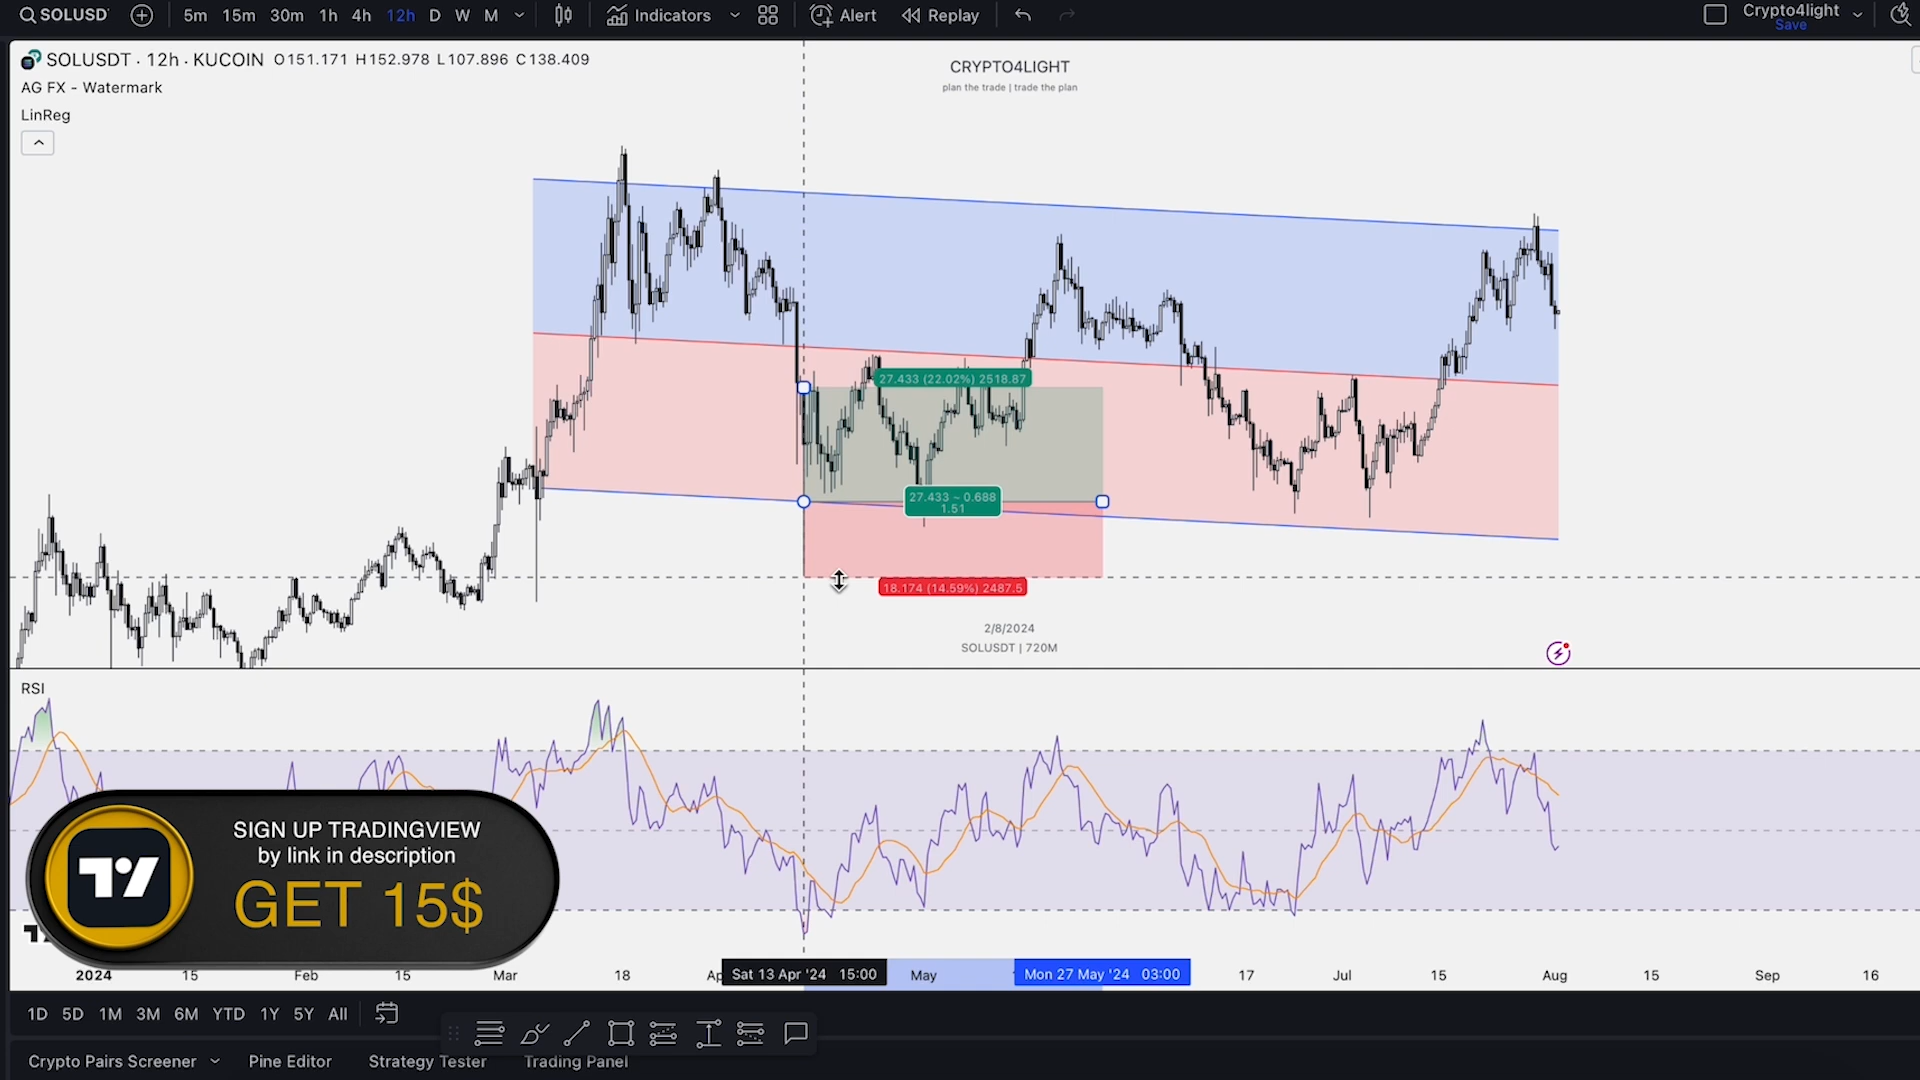 SOLUSD 5m 15m 30m 1h 4h 12h D W M Indicators Alert Replay Crypto4light
Save
SOLUSDT · 12h · KUCOIN O151.171 H152.978 L107.896 C138.409
AG FX - Watermark
LinReg
CRYPTO4LIGHT
plan the trade | trade the plan
27.433 (22.02%) 2518.87
27.433 ~ 0.688
1.51
18.174 (14.59%) 2487.5
2/8/2024
SOLUSDT | 720M
RSI
SIGN UP TRADINGVIEW
by link in description
GET 15$
2024 15 Feb 15 Mar 18 Ap Sat 13 Apr '24 15:00 May Mon 27 May '24 03:00 17 Jul 15 Aug 15 Sep 16
1D 5D 1M 3M 6M YTD 1Y 5Y All
Crypto Pairs Screener Pine Editor Strategy Tester Trading Panel